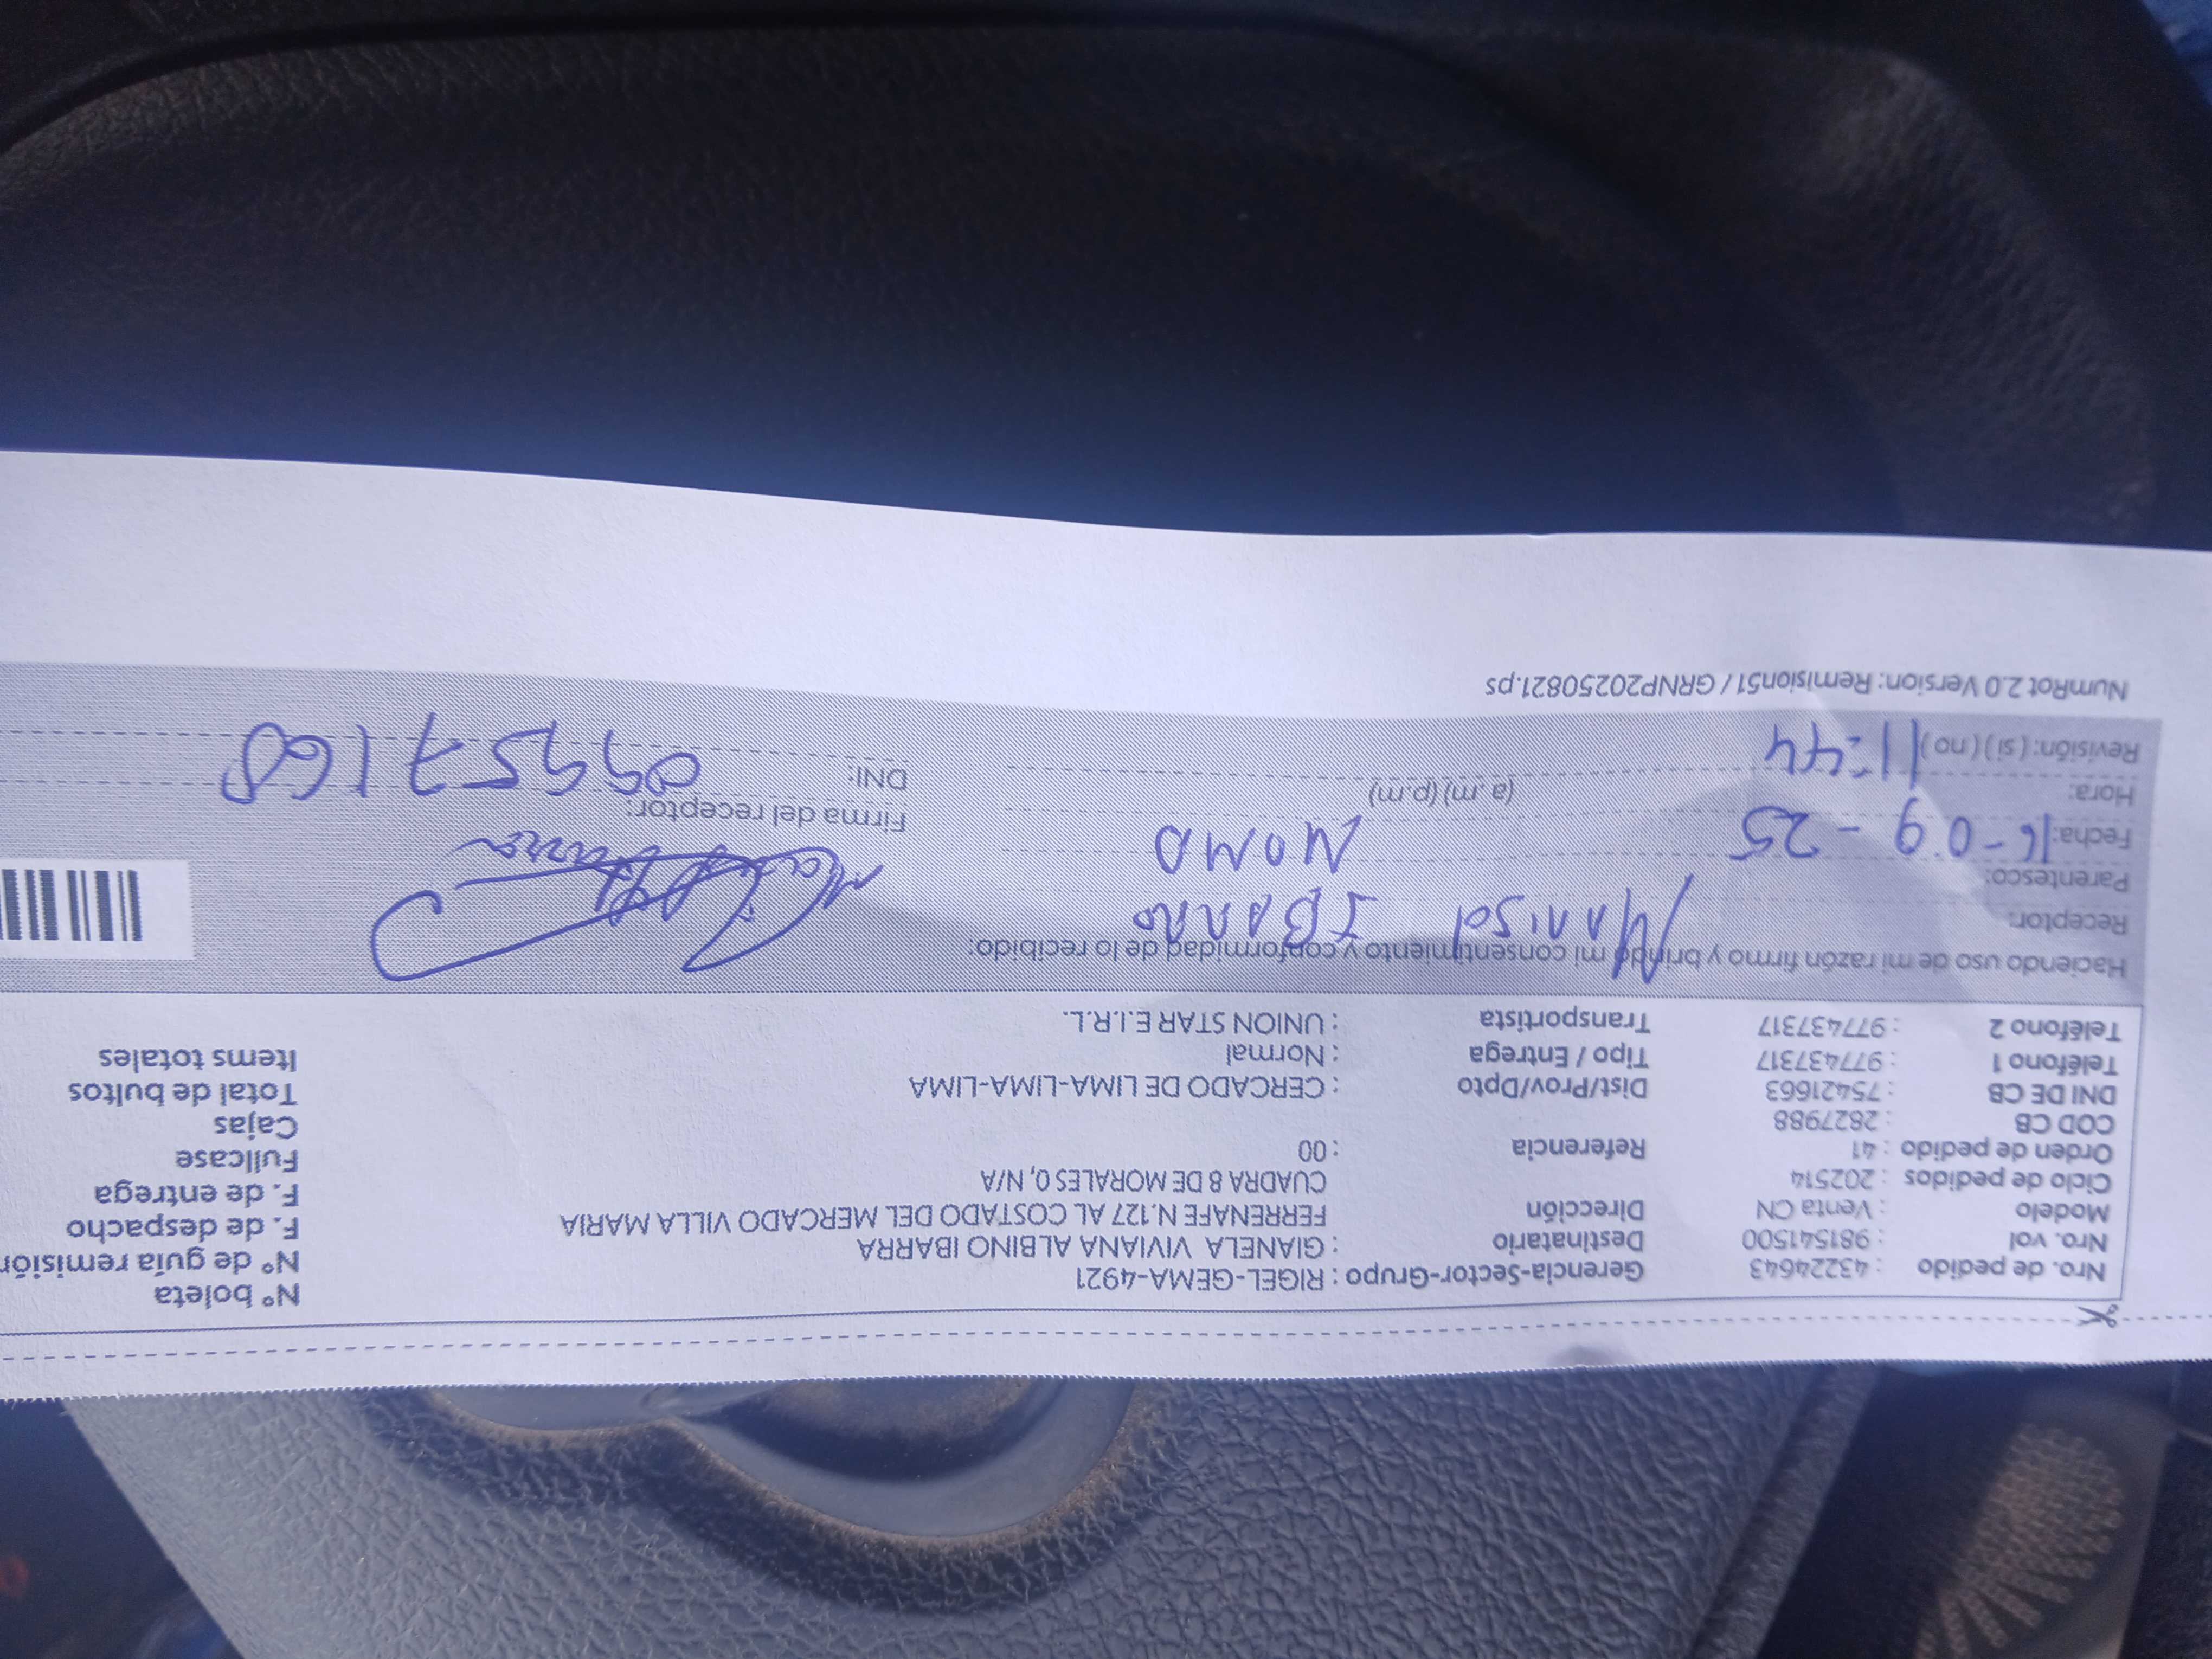 Nro. de pedido : 43224643 Gerencia-Sector-Grupo : RIGEL-GEMA-4921 N° boleta
Nro. vol : 981541500 Destinatario : GIANELA VIVIANA ALBINO IBARRA N° de guía remisión
Modelo : Venta CN Dirección FERRENAFE N.127 AL COSTADO DEL MERCADO VILLA MARIA F. de despacho
Ciclo de pedidos : 202514 CUADRA 8 DE MORALES 0, N/A F. de entrega
Orden de pedido : 41 Referencia : 00 Fullcase
COD CB : 2827988 Cajas
DNI DE CB : 75421663 Dist/Prov/Dpto : CERCADO DE LIMA-LIMA-LIMA Total de bultos
Teléfono 1 : 977437317 Tipo / Entrega : Normal Items totales
Teléfono 2 : 977437317 Transportista : UNION STAR E.I.R.L.
Haciendo uso de mi razón firmo y brindo mi consentimiento y conformidad de lo recibido:
Receptor: Marisol IBARRA
Parentesco:
Fecha: 16-09-25 MOMA
Hora: (a. m) (p.m) Firma del receptor:
Revisión: ( si ) ( no ) 11:44 DNI: 09957168
NumRot 2.0 Version: Remision51 / GRNP20250821.ps